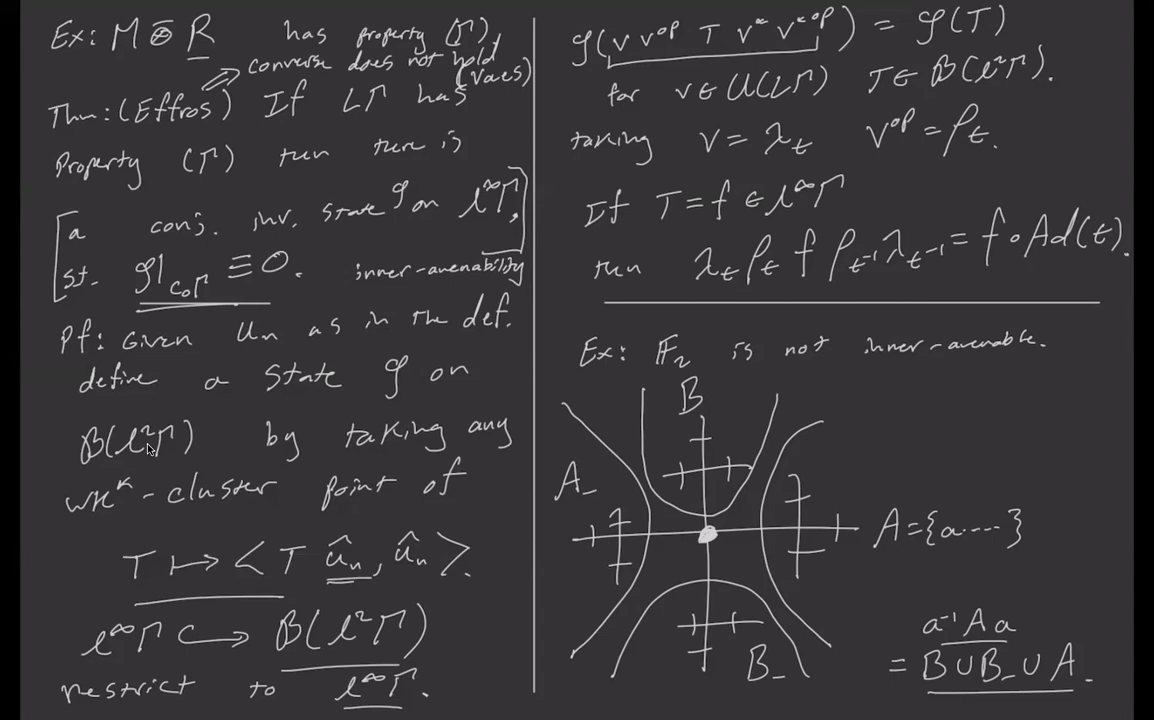 Ex: M ⊗̄ R has property (Γ)
converse does not hold
(Vaes)
Thm: (Effros) If LΓ has
Property (Γ) then there is
a conj. inv. state φ on ℓ^∞Γ,
st. φ|_{c₀Γ} ≡ 0. inner-amenability
Pf: Given u_n as in the def.
define a state φ on
B(ℓ²Γ) by taking any
wk*-cluster point of
T ↦ < T û_n, û_n >.
ℓ^∞Γ ↪ B(ℓ²Γ)
restrict to ℓ^∞Γ.
φ(v v^{op} T v* v*^{op}) = φ(T)
for v ∈ U(LΓ) T ∈ B(ℓ²Γ).
taking v = λ_t v^{op} = ρ_t.
If T = f ∈ ℓ^∞Γ
then λ_t ρ_t f ρ_{t^{-1}} λ_{t^{-1}} = f ∘ Ad(t).
Ex: 𝔽₂ is not inner-amenable.
B
A_
A = {a....}
B_
a^{-1} A a
= B ∪ B_ ∪ A.